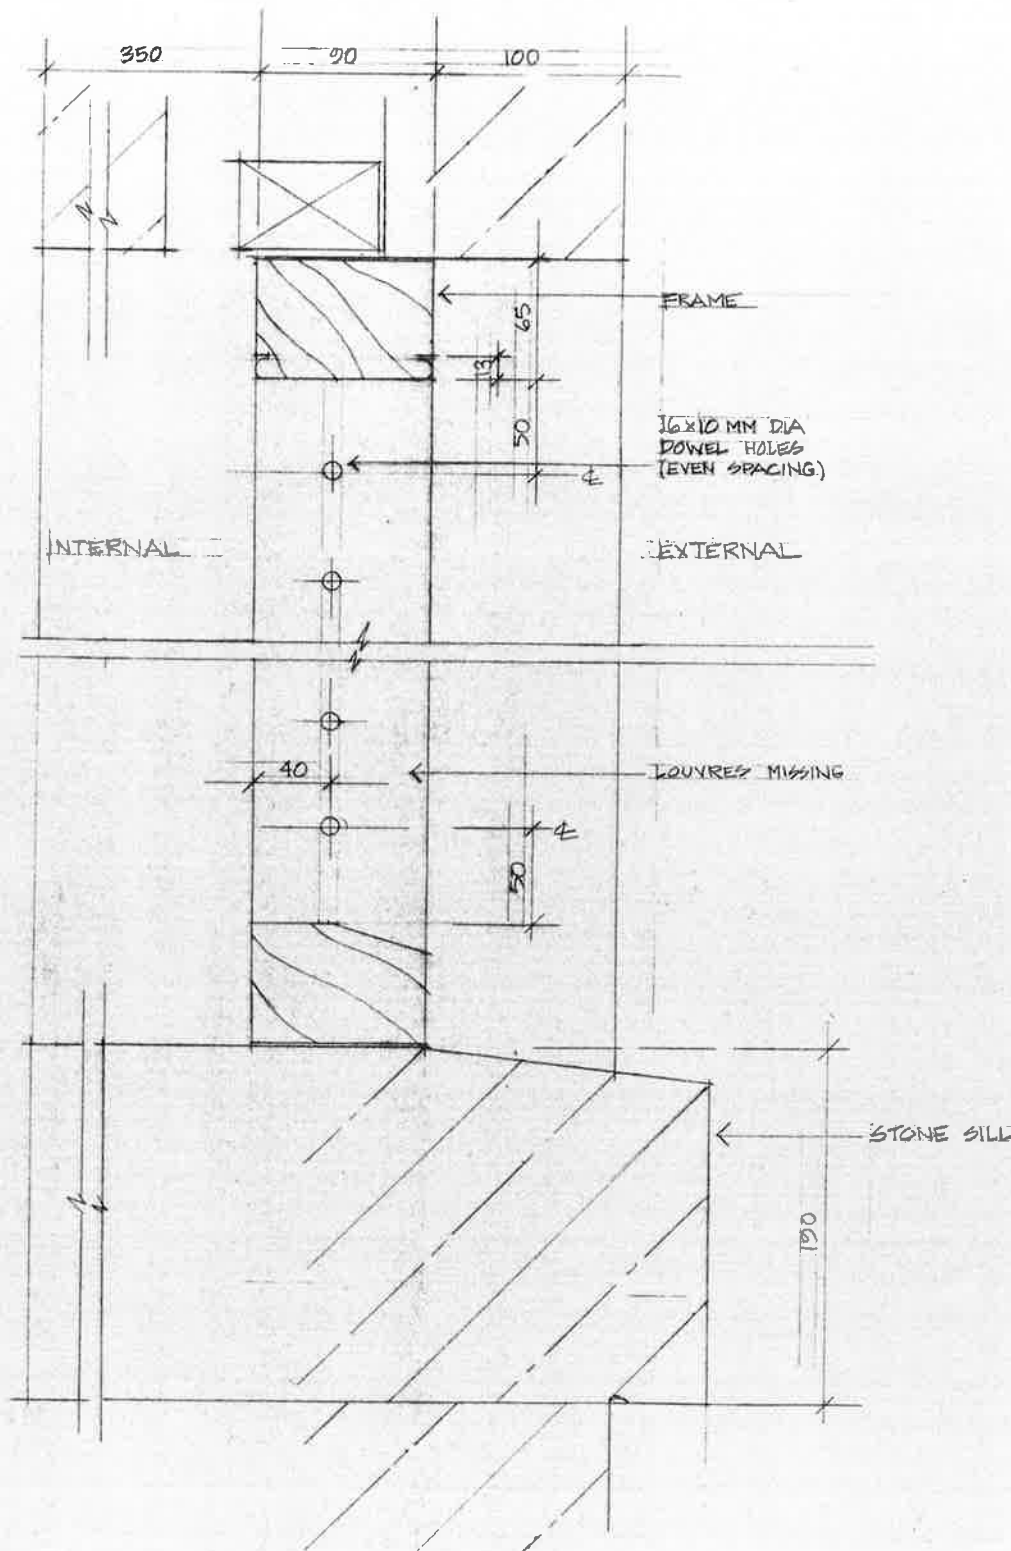 350
90
100
FRAME
65
13
16x10 MM DIA
DOWEL HOLES
(EVEN SPACING)
50
℄
INTERNAL
EXTERNAL
40
LOUVRES MISSING
℄
50
STONE SILL
190